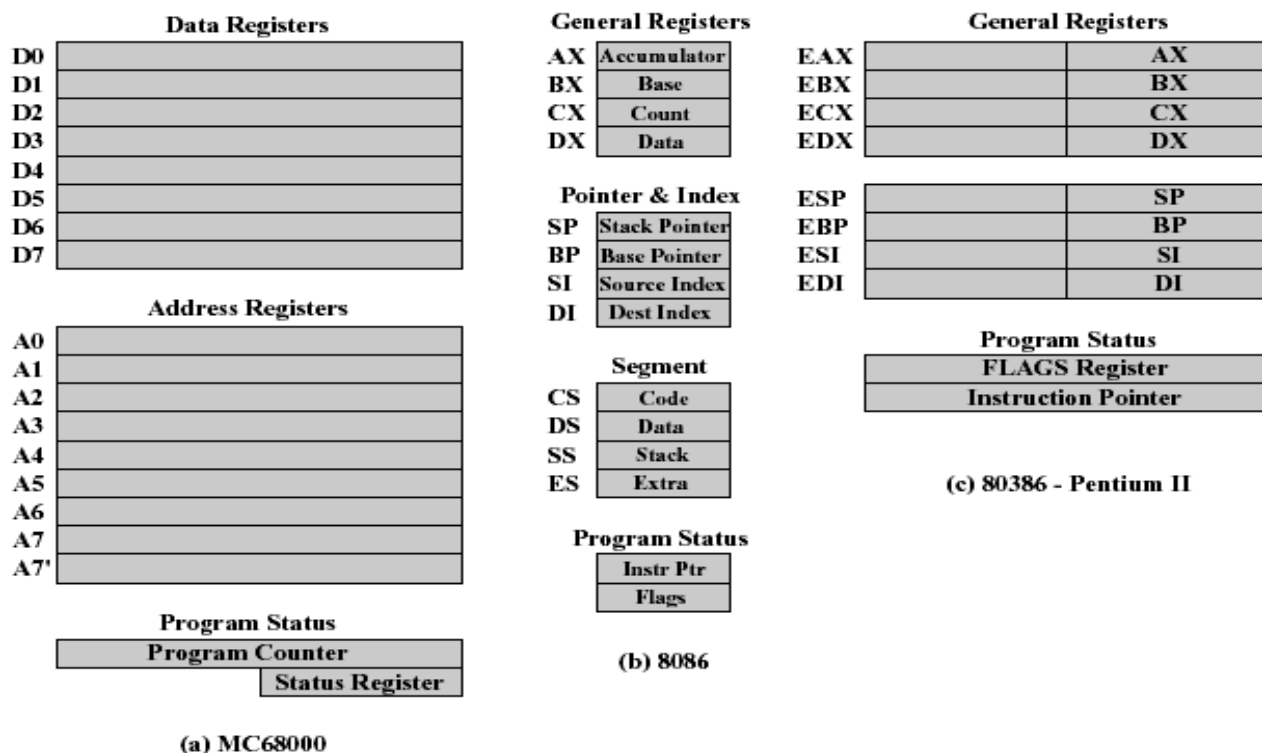 Data Registers
D0
D1
D2
D3
D4
D5
D6
D7
Address Registers
A0
A1
A2
A3
A4
A5
A6
A7
A7'
Program Status
Program Counter
Status Register
(a) MC68000
General Registers
AX Accumulator
BX Base
CX Count
DX Data
Pointer & Index
SP Stack Pointer
BP Base Pointer
SI Source Index
DI Dest Index
Segment
CS Code
DS Data
SS Stack
ES Extra
Program Status
Instr Ptr
Flags
(b) 8086
General Registers
EAX AX
EBX BX
ECX CX
EDX DX
ESP SP
EBP BP
ESI SI
EDI DI
Program Status
FLAGS Register
Instruction Pointer
(c) 80386 - Pentium II